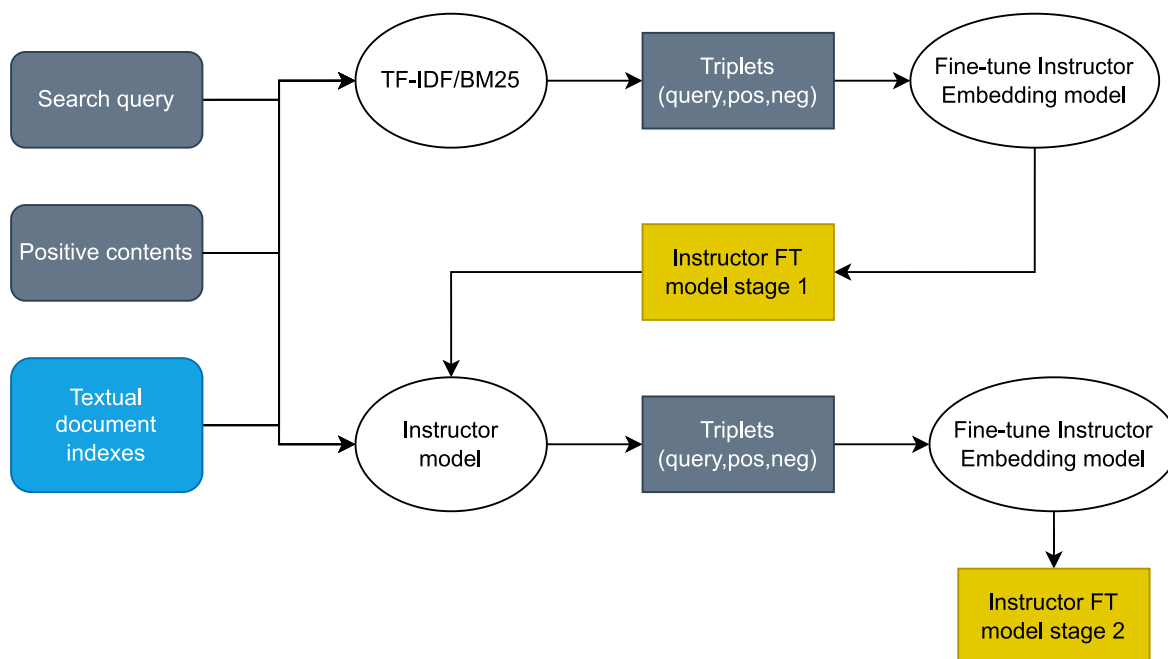 Search query
TF-IDF/BM25
Triplets
(query,pos,neg)
Fine-tune Instructor
Embedding model
Positive contents
Instructor FT
model stage 1
Textual
document
indexes
Instructor
model
Triplets
(query,pos,neg)
Fine-tune Instructor
Embedding model
Instructor FT
model stage 2